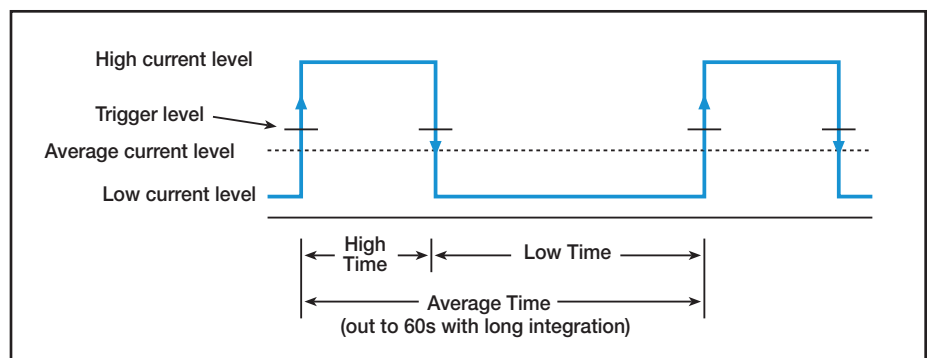 High current level
Trigger level
Average current level
Low current level
High
Time
Low Time
Average Time
(out to 60s with long integration)